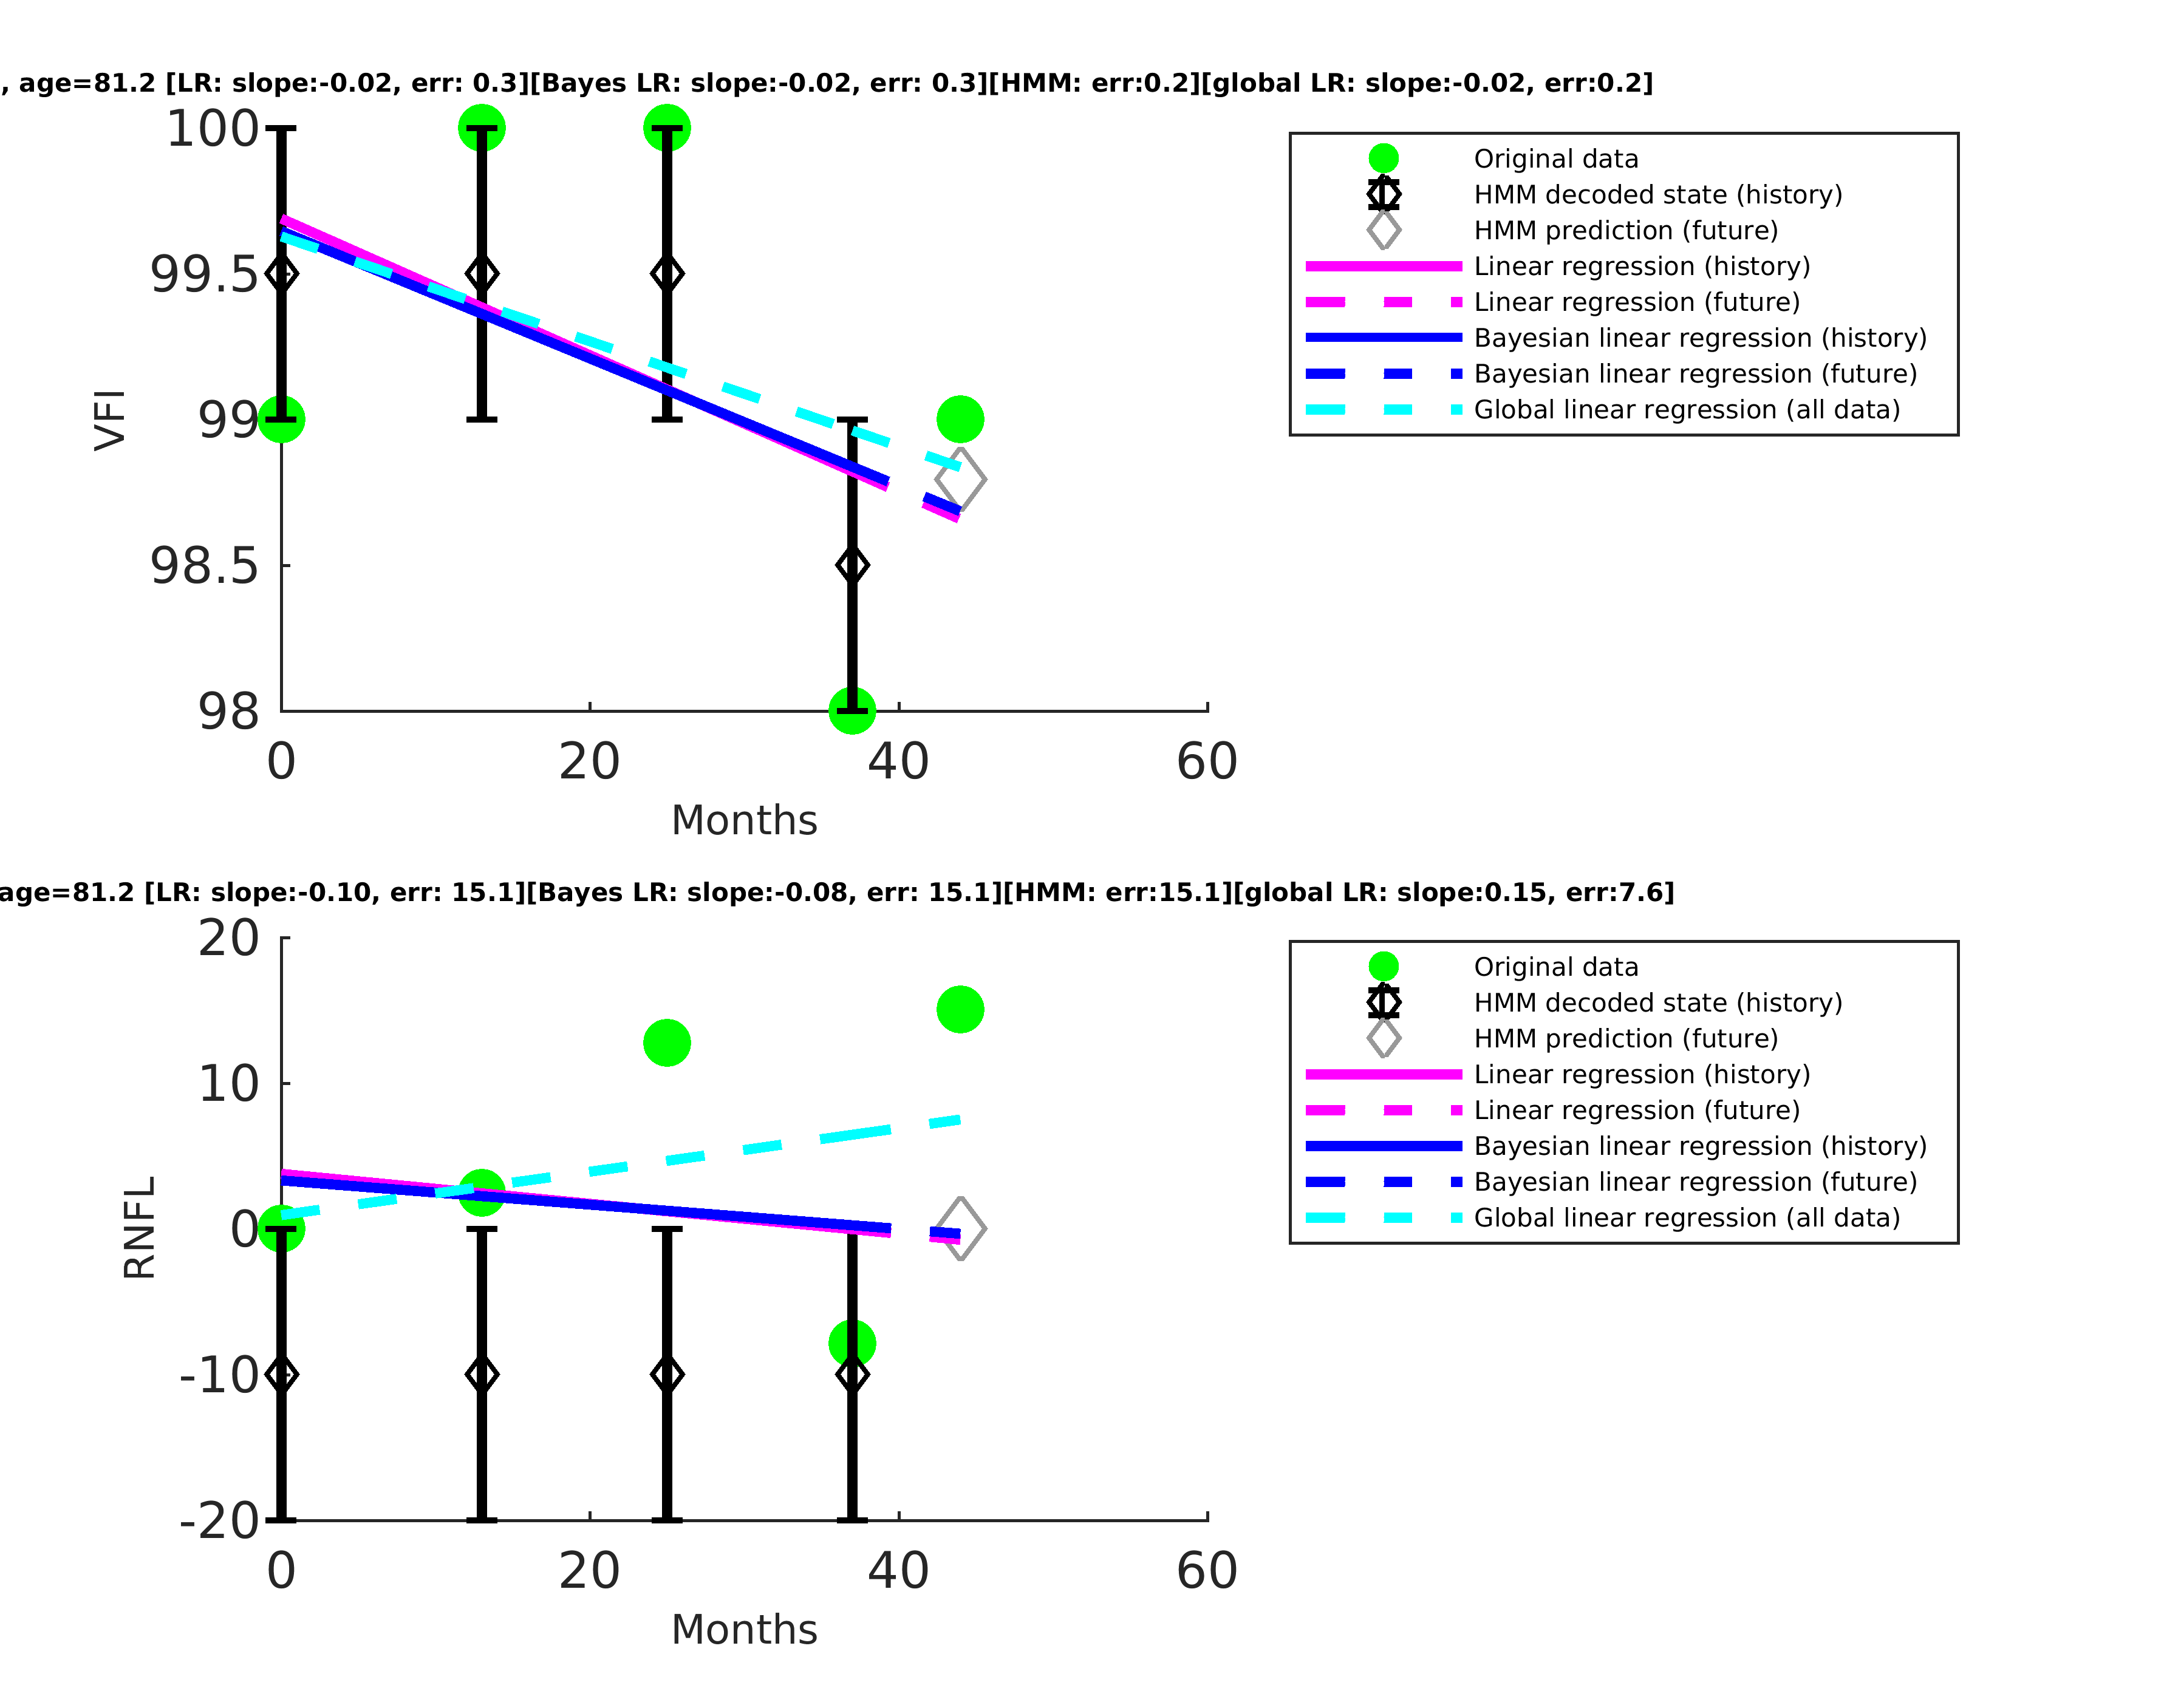 , age=81.2 [LR: slope:-0.02, err: 0.3][Bayes LR: slope:-0.02, err: 0.3][HMM: err:0.2][global LR: slope:-0.02, err:0.2]
100
99.5
99
98.5
98
VFI
0 20 40 60
Months
Original data
HMM decoded state (history)
HMM prediction (future)
Linear regression (history)
Linear regression (future)
Bayesian linear regression (history)
Bayesian linear regression (future)
Global linear regression (all data)
age=81.2 [LR: slope:-0.10, err: 15.1][Bayes LR: slope:-0.08, err: 15.1][HMM: err:15.1][global LR: slope:0.15, err:7.6]
20
10
0
-10
-20
RNFL
0 20 40 60
Months
Original data
HMM decoded state (history)
HMM prediction (future)
Linear regression (history)
Linear regression (future)
Bayesian linear regression (history)
Bayesian linear regression (future)
Global linear regression (all data)